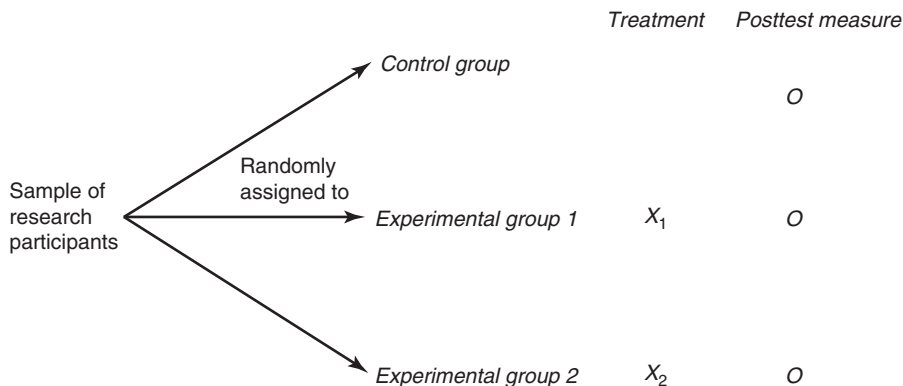 Treatment Posttest measure
Control group
O
Randomly
assigned to
Sample of
research
participants
Experimental group 1 X₁ O
Experimental group 2 X₂ O